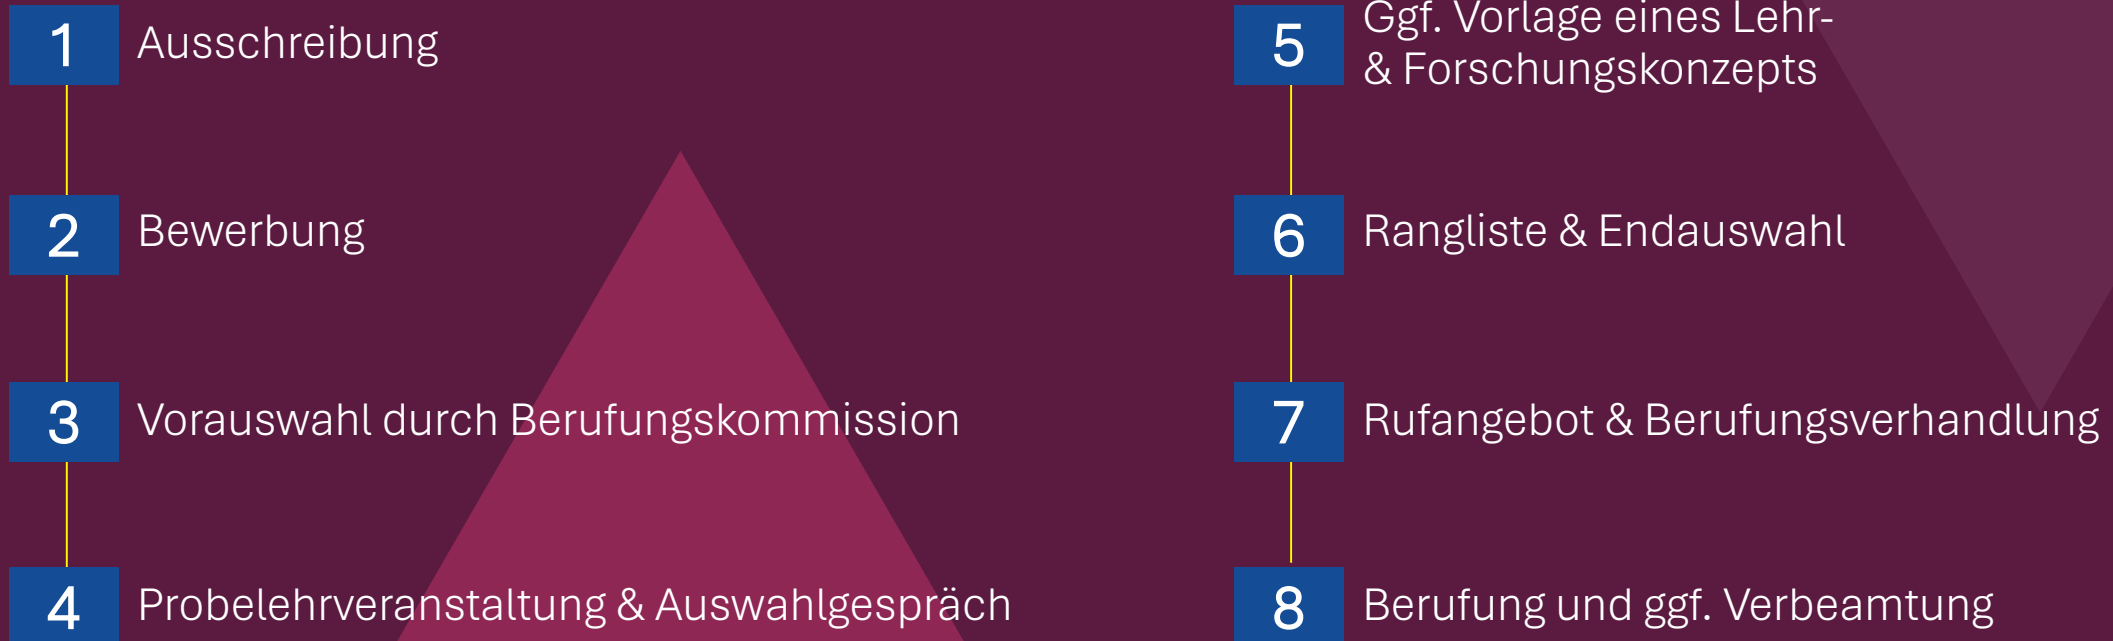 1 Ausschreibung
2 Bewerbung
3 Vorauswahl durch Berufungskommission
4 Probelehrveranstaltung & Auswahlgespräch
5 Ggf. Vorlage eines Lehr-
& Forschungskonzepts
6 Rangliste & Endauswahl
7 Rufangebot & Berufungsverhandlung
8 Berufung und ggf. Verbeamtung